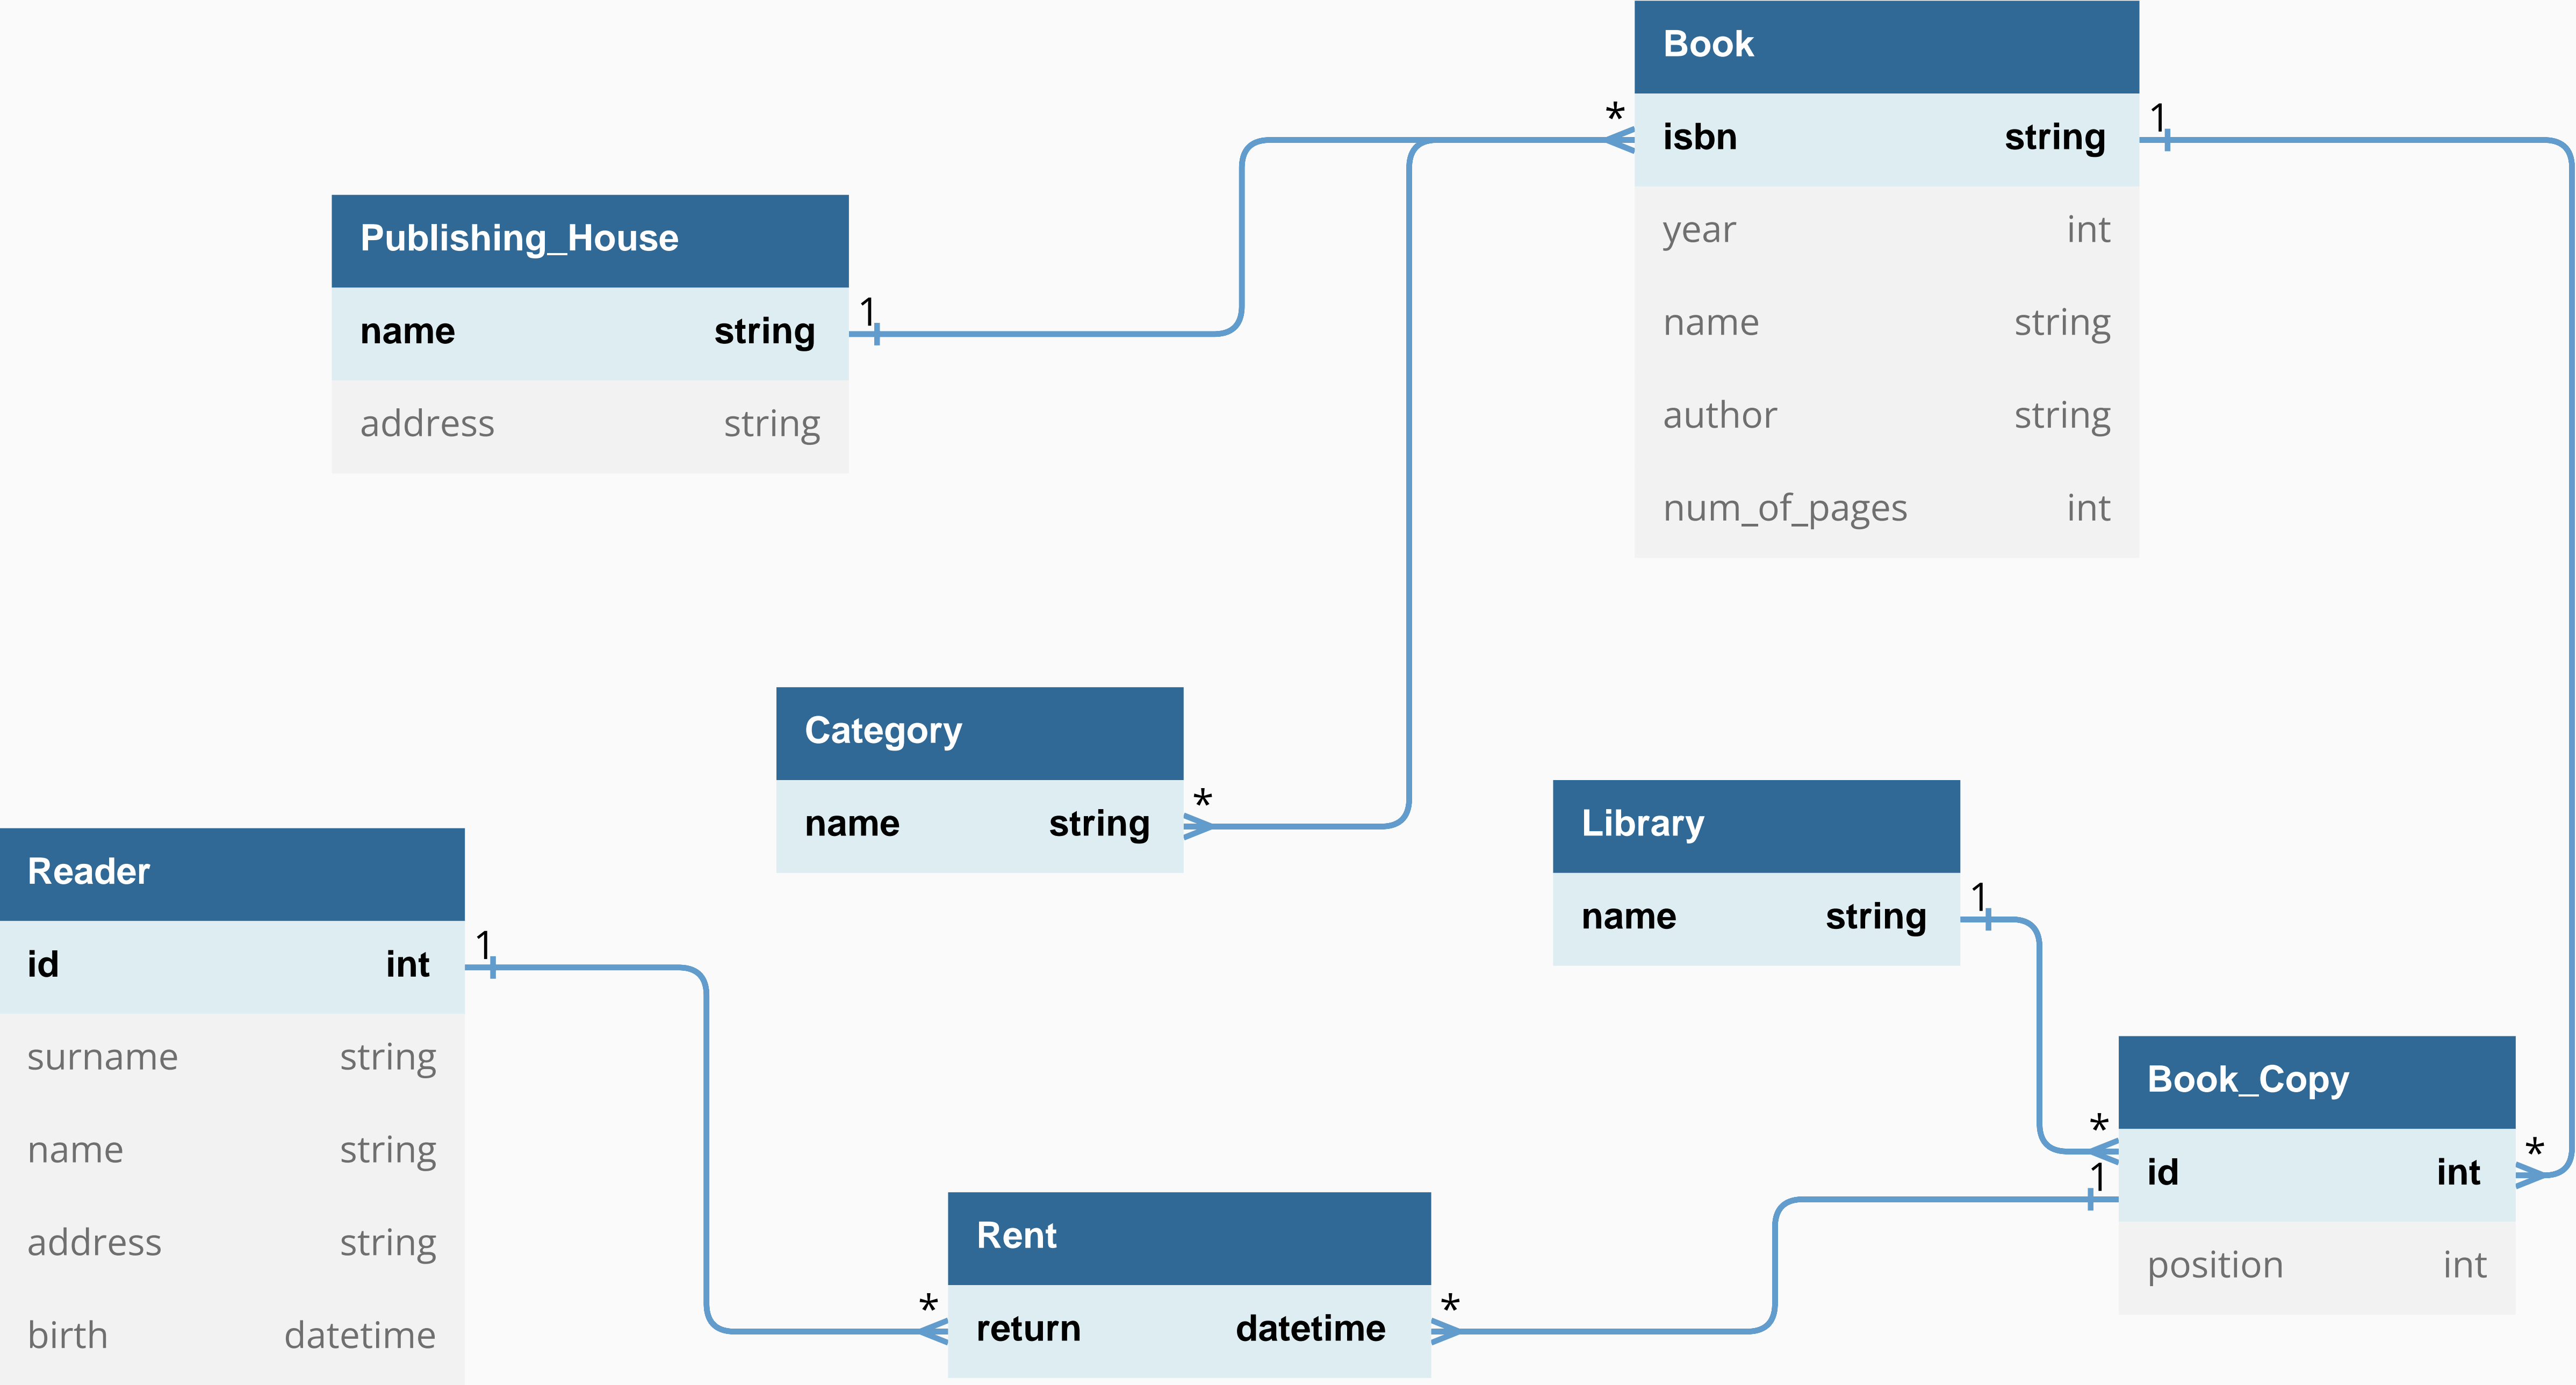 Book
isbn string
year int
name string
author string
num_of_pages int
* 1
Publishing_House
name string
address string
1
Category
name string
*
Library
name string
1
Reader
id int
surname string
name string
address string
birth datetime
1
Book_Copy
id int
position int
* *
1
Rent
return datetime
* *